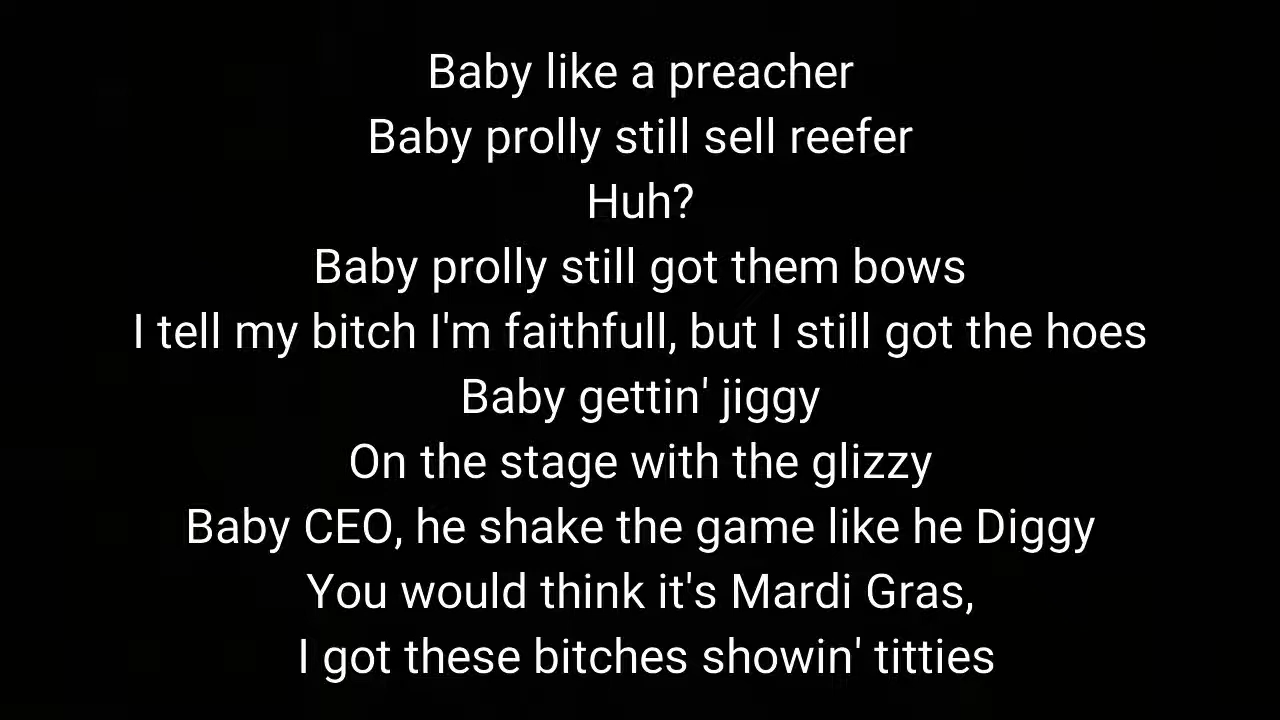 Baby like a preacher
Baby prolly still sell reefer
Huh?
Baby prolly still got them bows
I tell my bitch I'm faithfull, but I still got the hoes
Baby gettin' jiggy
On the stage with the glizzy
Baby CEO, he shake the game like he Diggy
You would think it's Mardi Gras,
I got these bitches showin' titties